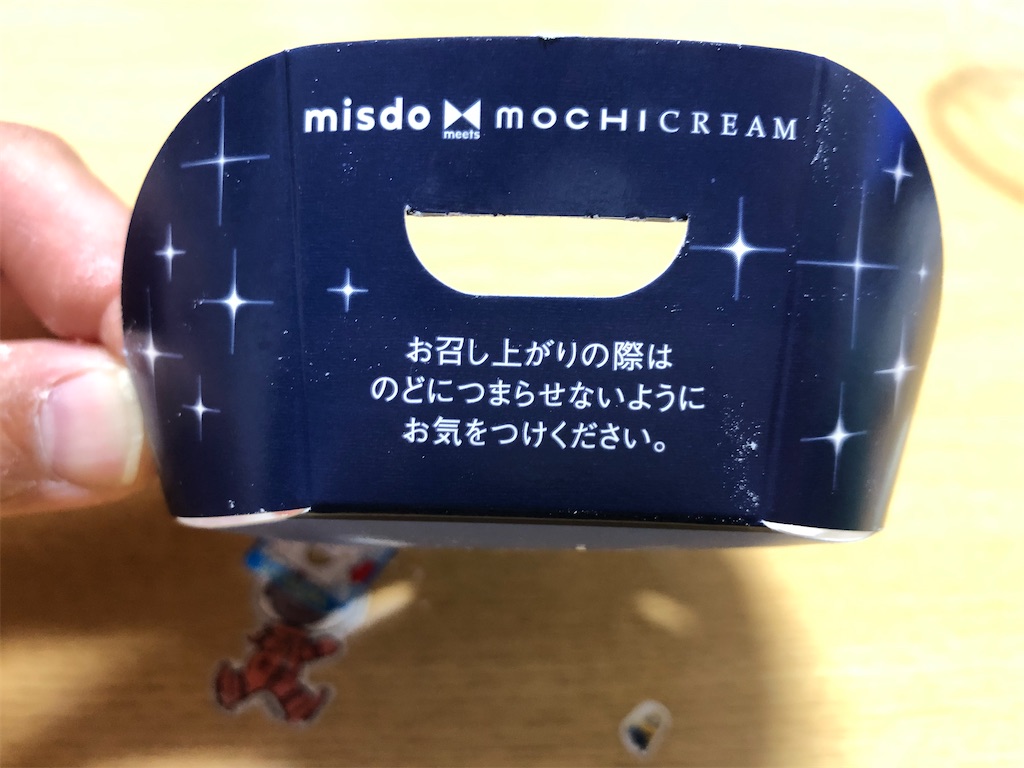 misdo meets MOCHICREAM
お召し上がりの際は
のどにつまらせないように
お気をつけください。